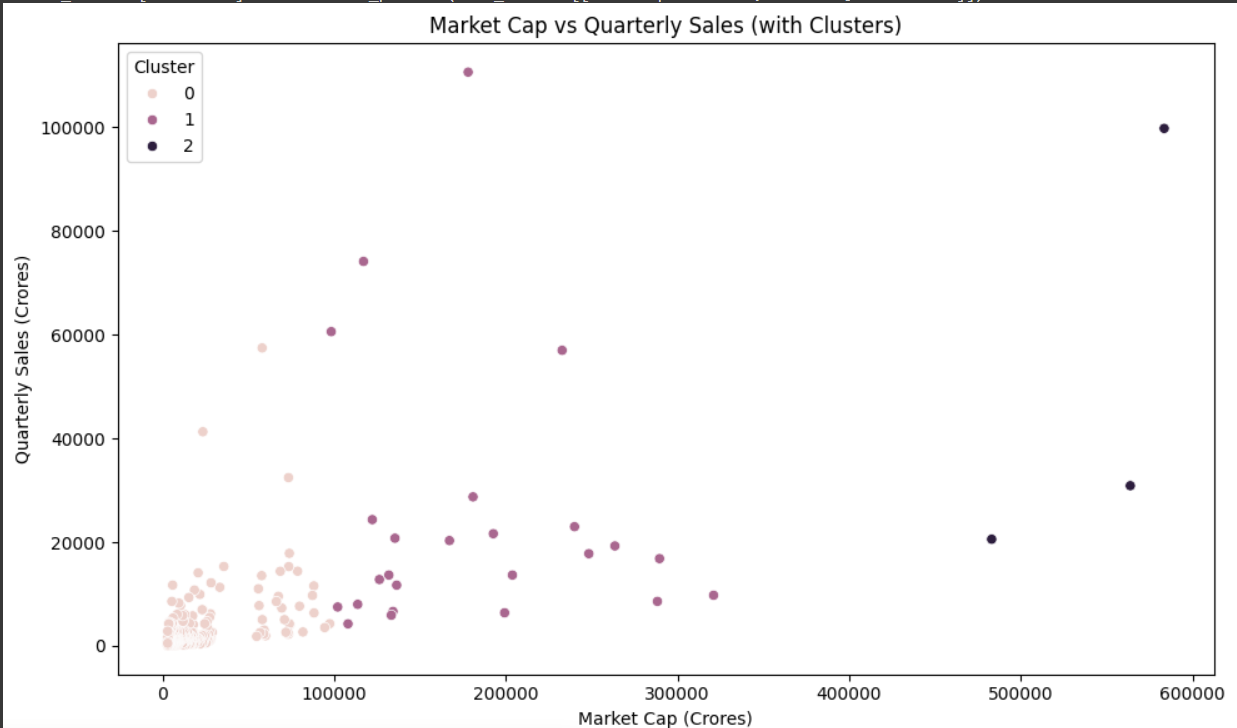 Market Cap vs Quarterly Sales (with Clusters)
Cluster
0
1
2
100000
80000
60000
40000
20000
0
Quarterly Sales (Crores)
0 100000 200000 300000 400000 500000 600000
Market Cap (Crores)